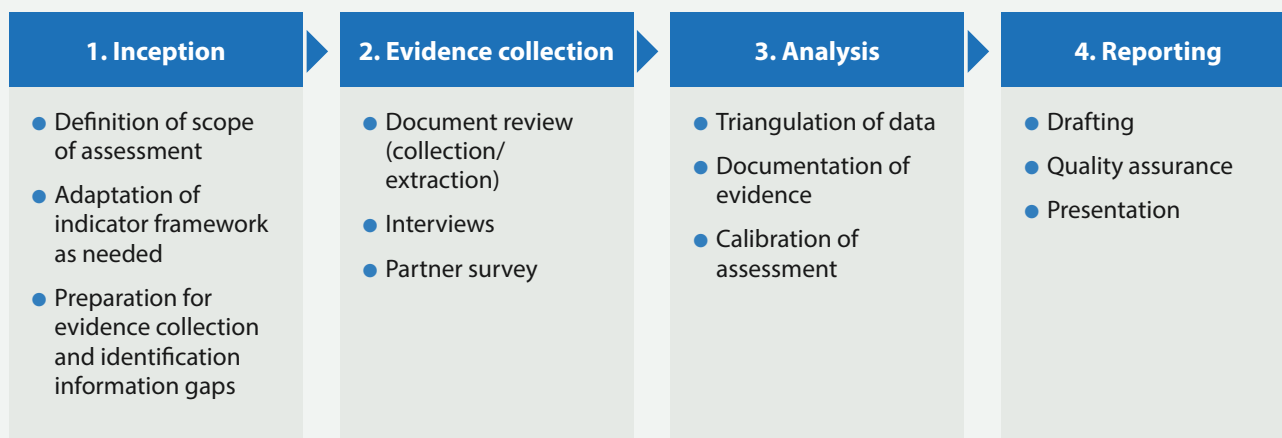 1. Inception
Definition of scope
of assessment
Adaptation of
indicator framework
as needed
Preparation for
evidence collection
and identification
information gaps
2. Evidence collection
Document review
(collection/
extraction)
Interviews
Partner survey
3. Analysis
Triangulation of data
Documentation of
evidence
Calibration of
assessment
4. Reporting
Drafting
Quality assurance
Presentation